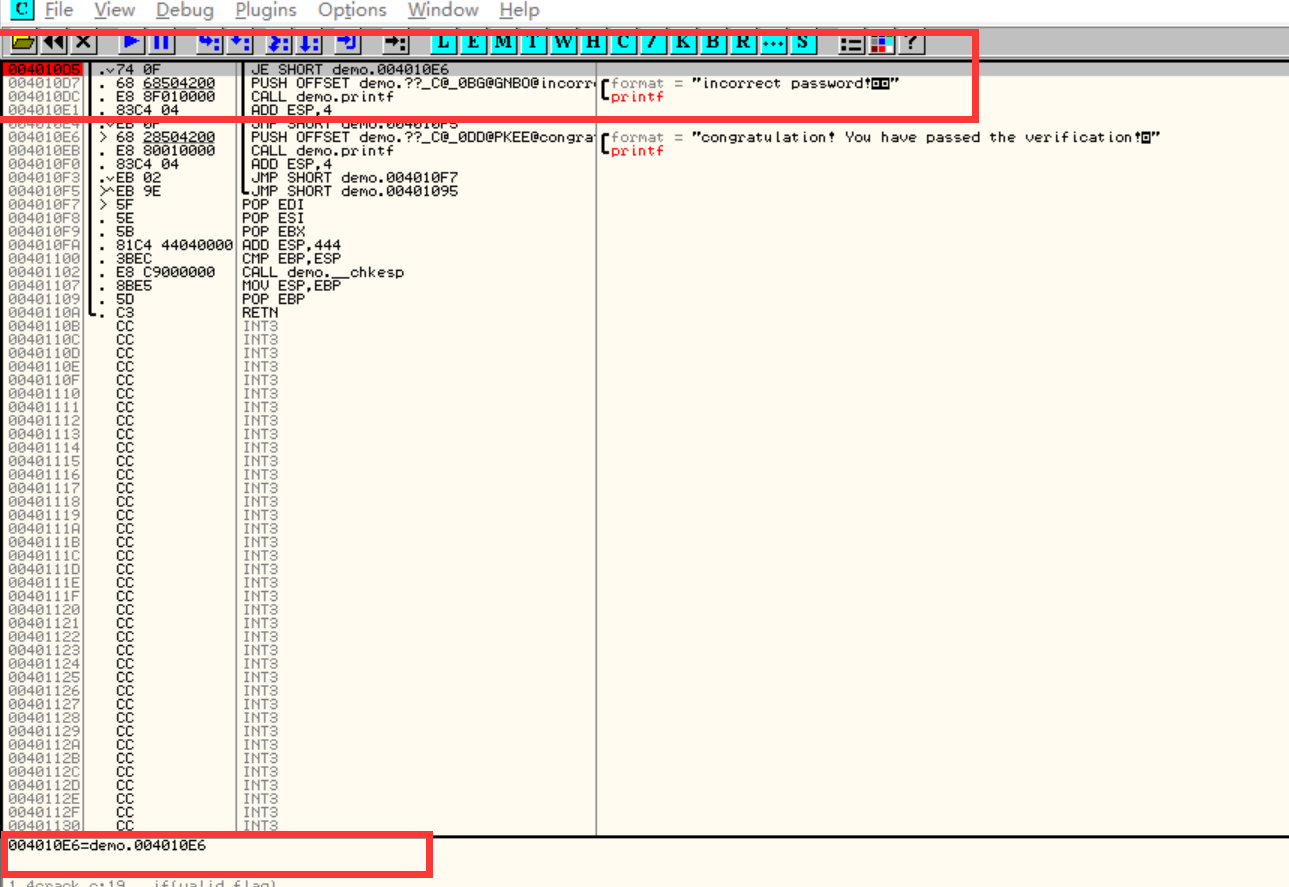 C File View Debug Plugins Options Window Help
L E M T W H C / K B R ... S ?
004010D5 .v 74 0F JE SHORT demo.004010E6
004010D7 . 68 68504200 PUSH OFFSET demo.??_C@_0BG@GNBO@incorr format = "incorrect password!"
004010DC . E8 8F010000 CALL demo.printf printf
004010E1 . 83C4 04 ADD ESP,4
004010E4 .vEB 0F JMP SHORT demo.004010F5
004010E6 > 68 28504200 PUSH OFFSET demo.??_C@_0DD@PKEE@congra format = "congratulation! You have passed the verification!"
004010EB . E8 80010000 CALL demo.printf printf
004010F0 . 83C4 04 ADD ESP,4
004010F3 .vEB 02 JMP SHORT demo.004010F7
004010F5 >^EB 9E JMP SHORT demo.00401095
004010F7 > 5F POP EDI
004010F8 . 5E POP ESI
004010F9 . 5B POP EBX
004010FA . 81C4 44040000 ADD ESP,444
00401100 . 3BEC CMP EBP,ESP
00401102 . E8 C9000000 CALL demo.__chkesp
00401107 . 8BE5 MOV ESP,EBP
00401109 . 5D POP EBP
0040110A . C3 RETN
0040110B CC INT3
0040110C CC INT3
0040110D CC INT3
0040110E CC INT3
0040110F CC INT3
00401110 CC INT3
00401111 CC INT3
00401112 CC INT3
00401113 CC INT3
00401114 CC INT3
00401115 CC INT3
00401116 CC INT3
00401117 CC INT3
00401118 CC INT3
00401119 CC INT3
0040111A CC INT3
0040111B CC INT3
0040111C CC INT3
0040111D CC INT3
0040111E CC INT3
0040111F CC INT3
00401120 CC INT3
00401121 CC INT3
00401122 CC INT3
00401123 CC INT3
00401124 CC INT3
00401125 CC INT3
00401126 CC INT3
00401127 CC INT3
00401128 CC INT3
00401129 CC INT3
0040112A CC INT3
0040112B CC INT3
0040112C CC INT3
0040112D CC INT3
0040112E CC INT3
0040112F CC INT3
00401130 CC INT3
004010E6=demo.004010E6
1_4crack.c:19. if(valid_flag)